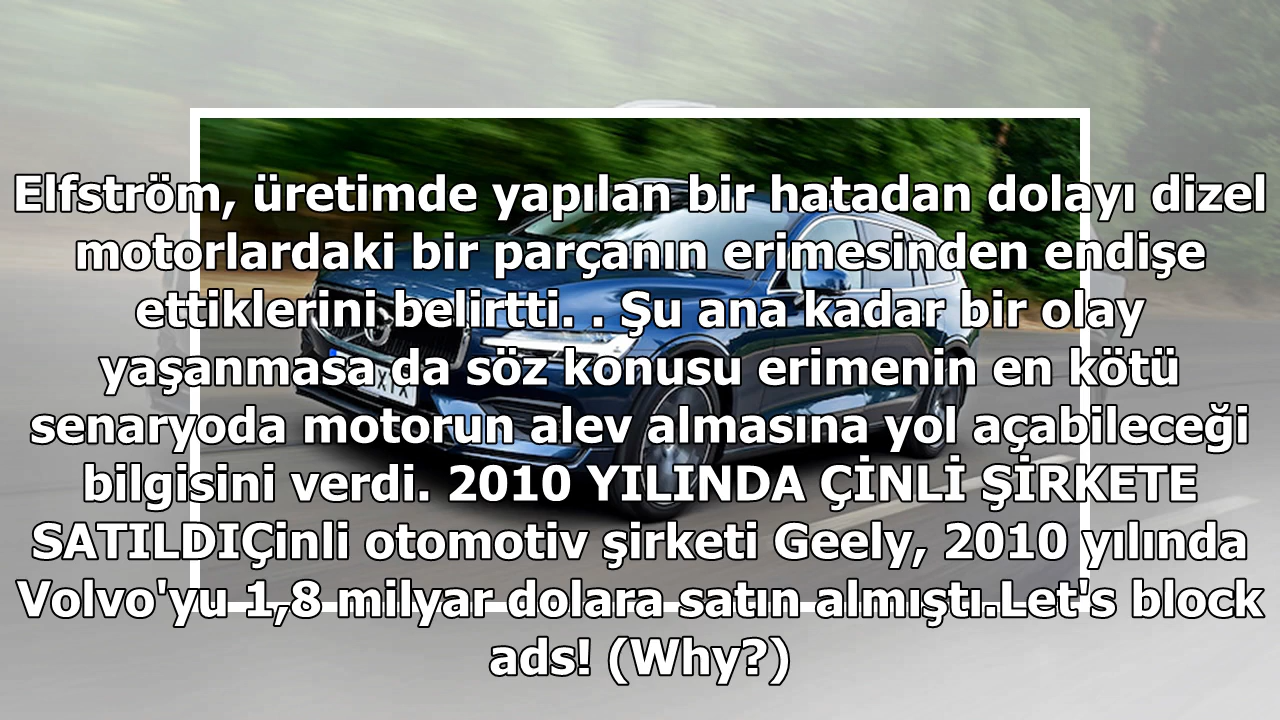 Elfström, üretimde yapılan bir hatadan dolayı dizel
motorlardaki bir parçanın erimesinden endişe
ettiklerini belirtti. . Şu ana kadar bir olay
yaşanmasa da söz konusu erimenin en kötü
senaryoda motorun alev almasına yol açabileceği
bilgisini verdi. 2010 YILINDA ÇİNLİ ŞİRKETE
SATILDIÇinli otomotiv şirketi Geely, 2010 yılında
Volvo'yu 1,8 milyar dolara satın almıştı.Let's block
ads! (Why?)